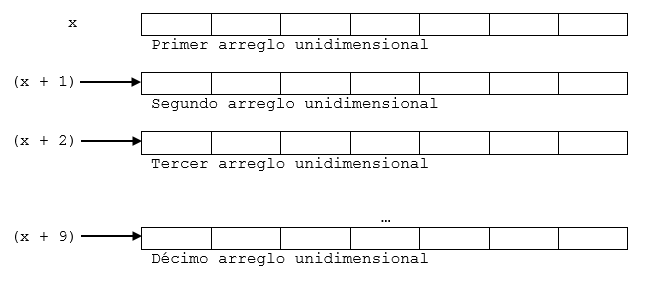 x
Primer arreglo unidimensional
(x + 1)
Segundo arreglo unidimensional
(x + 2)
Tercer arreglo unidimensional
…
(x + 9)
Décimo arreglo unidimensional